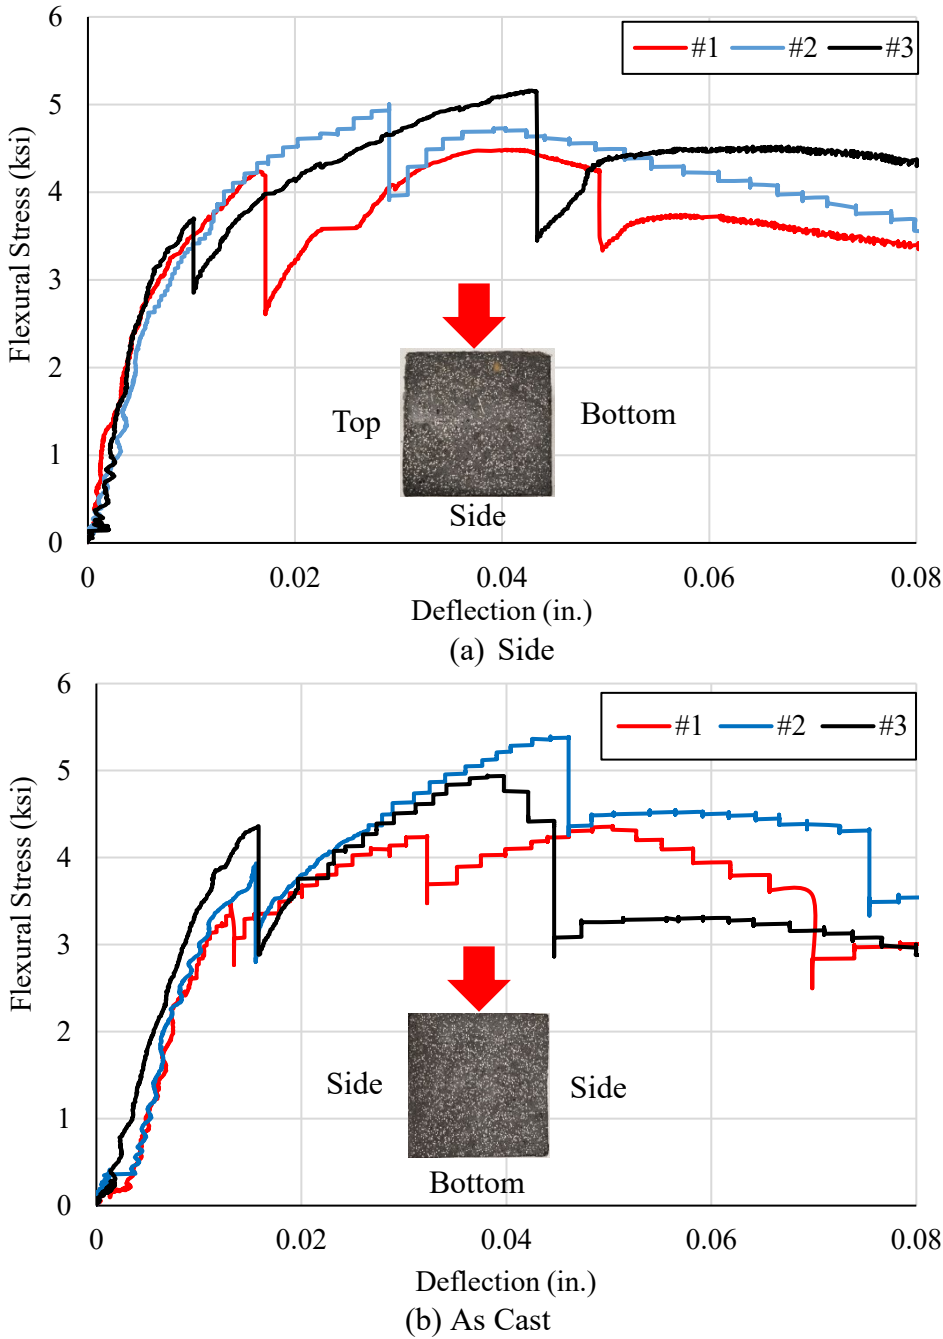 6
#1 #2 #3
5
4
3
2
1
0
Flexural Stress (ksi)
Top
Bottom
Side
0 0.02 0.04 0.06 0.08
Deflection (in.)
(a) Side
6
#1 #2 #3
5
4
3
2
1
0
Flexural Stress (ksi)
Side
Side
Bottom
0 0.02 0.04 0.06 0.08
Deflection (in.)
(b) As Cast